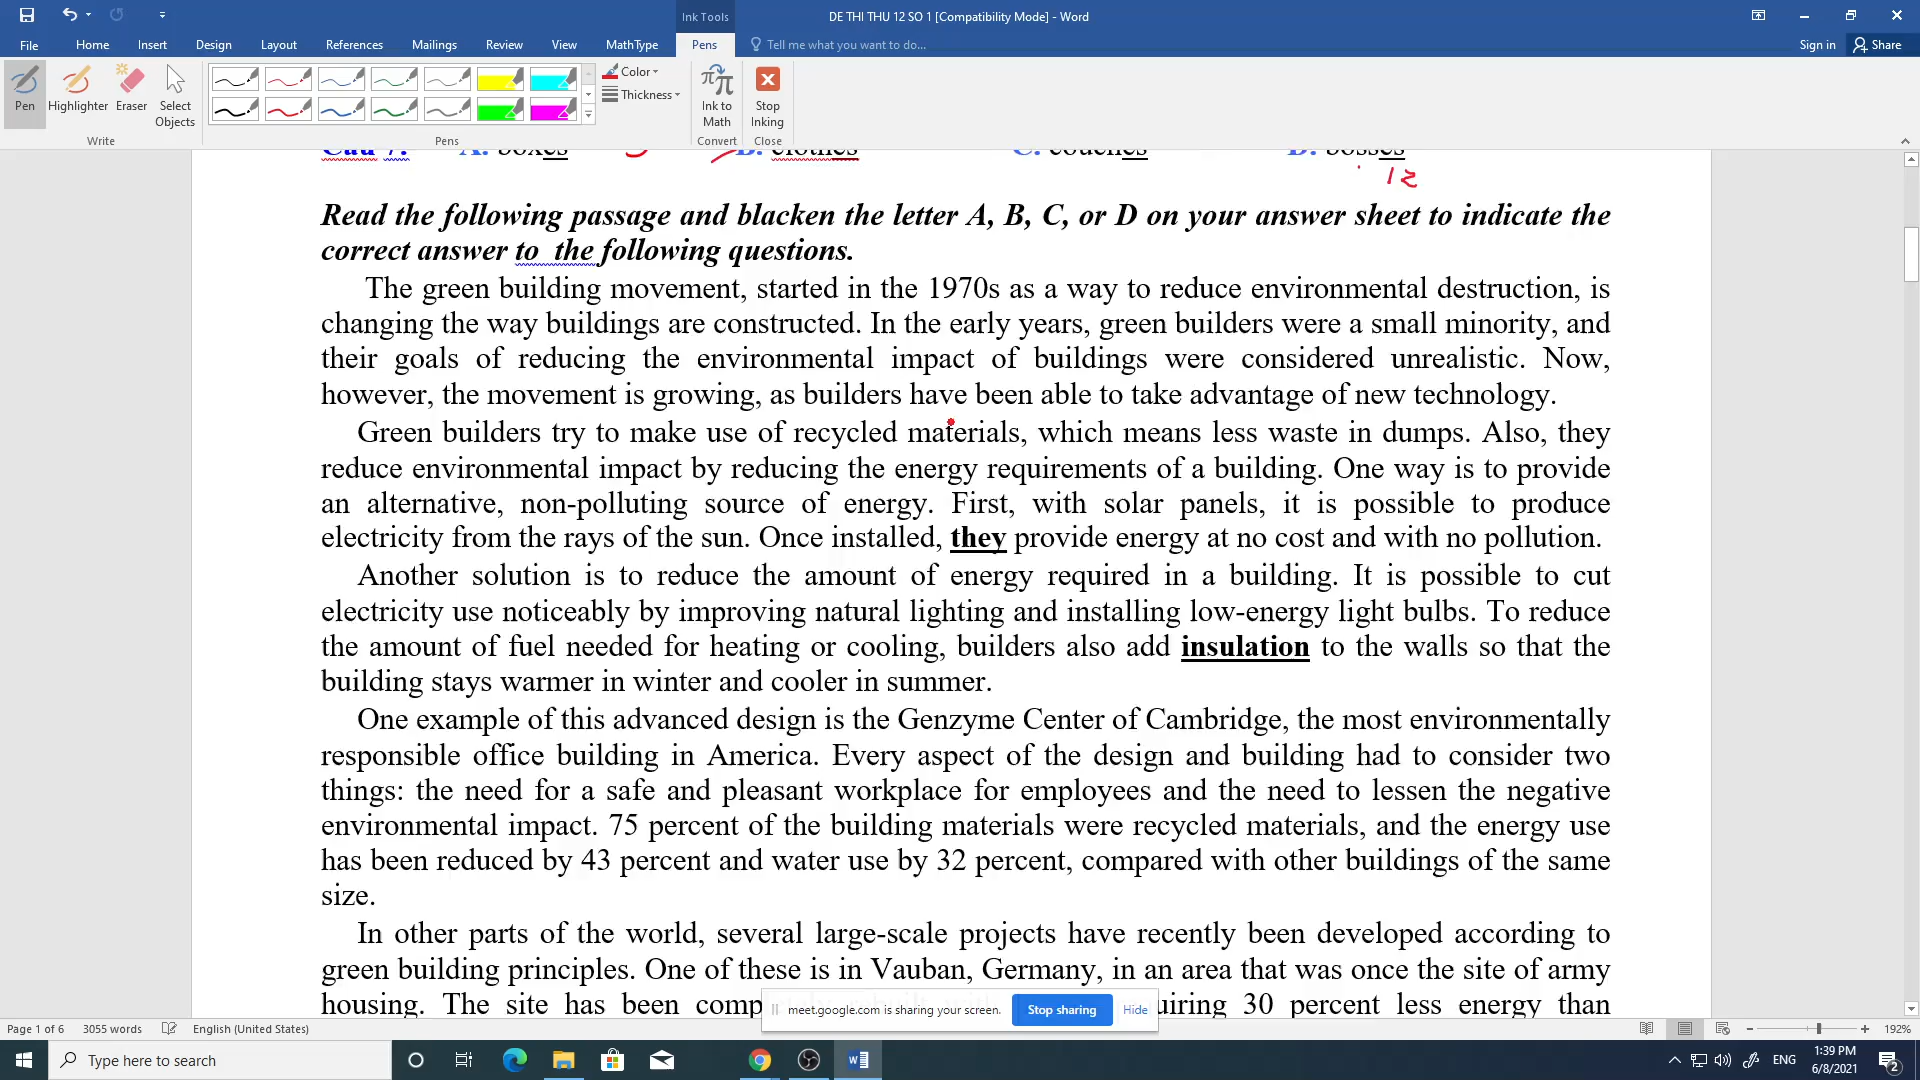 Ink Tools
DE THI THU 12 SO 1 [Compatibility Mode] - Word
File Home Insert Design Layout References Mailings Review View MathType Pens Tell me what you want to do... Sign in Share
Pen Highlighter Eraser Select Objects Color Thickness Ink to Math Stop Inking
Write Pens Convert Close
Câu 7: A. boxes B. clothes C. couches D. bosses
12
Read the following passage and blacken the letter A, B, C, or D on your answer sheet to indicate the
correct answer to the following questions.
The green building movement, started in the 1970s as a way to reduce environmental destruction, is
changing the way buildings are constructed. In the early years, green builders were a small minority, and
their goals of reducing the environmental impact of buildings were considered unrealistic. Now,
however, the movement is growing, as builders have been able to take advantage of new technology.
Green builders try to make use of recycled materials, which means less waste in dumps. Also, they
reduce environmental impact by reducing the energy requirements of a building. One way is to provide
an alternative, non-polluting source of energy. First, with solar panels, it is possible to produce
electricity from the rays of the sun. Once installed, they provide energy at no cost and with no pollution.
Another solution is to reduce the amount of energy required in a building. It is possible to cut
electricity use noticeably by improving natural lighting and installing low-energy light bulbs. To reduce
the amount of fuel needed for heating or cooling, builders also add insulation to the walls so that the
building stays warmer in winter and cooler in summer.
One example of this advanced design is the Genzyme Center of Cambridge, the most environmentally
responsible office building in America. Every aspect of the design and building had to consider two
things: the need for a safe and pleasant workplace for employees and the need to lessen the negative
environmental impact. 75 percent of the building materials were recycled materials, and the energy use
has been reduced by 43 percent and water use by 32 percent, compared with other buildings of the same
size.
In other parts of the world, several large-scale projects have recently been developed according to
green building principles. One of these is in Vauban, Germany, in an area that was once the site of army
housing. The site has been 30 percent less energy than
meet.google.com is sharing your screen. Stop sharing Hide
Page 1 of 6 3055 words English (United States) 192%
Type here to search
ENG
1:39 PM
6/8/2021
2